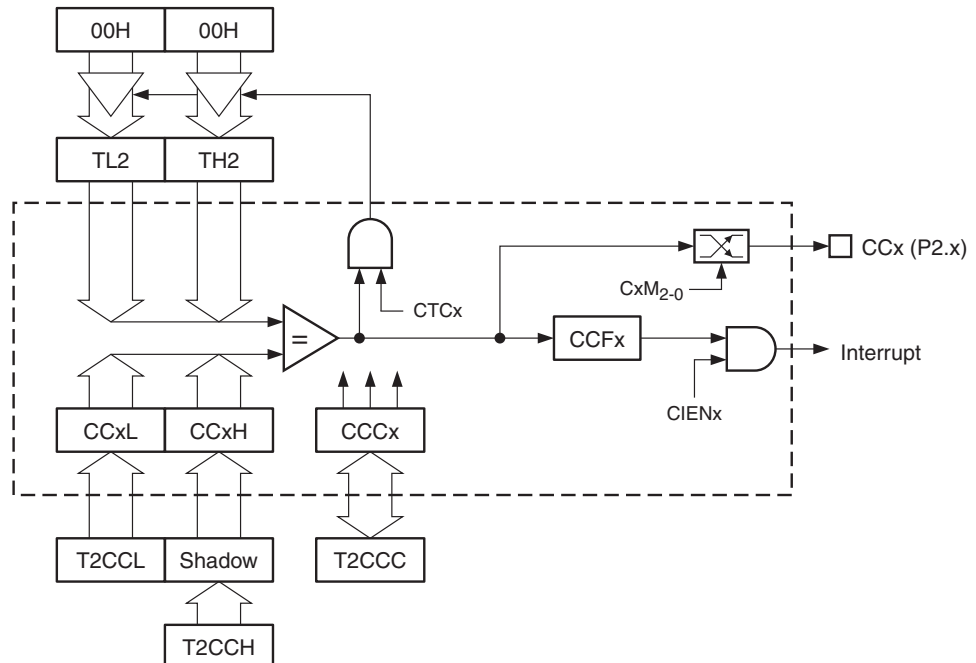 00H 00H
TL2 TH2
CCx (P2.x)
CTCx
CxM2-0
=
CCFx
Interrupt
CIENx
CCxL CCxH CCCx
T2CCL Shadow T2CCC
T2CCH